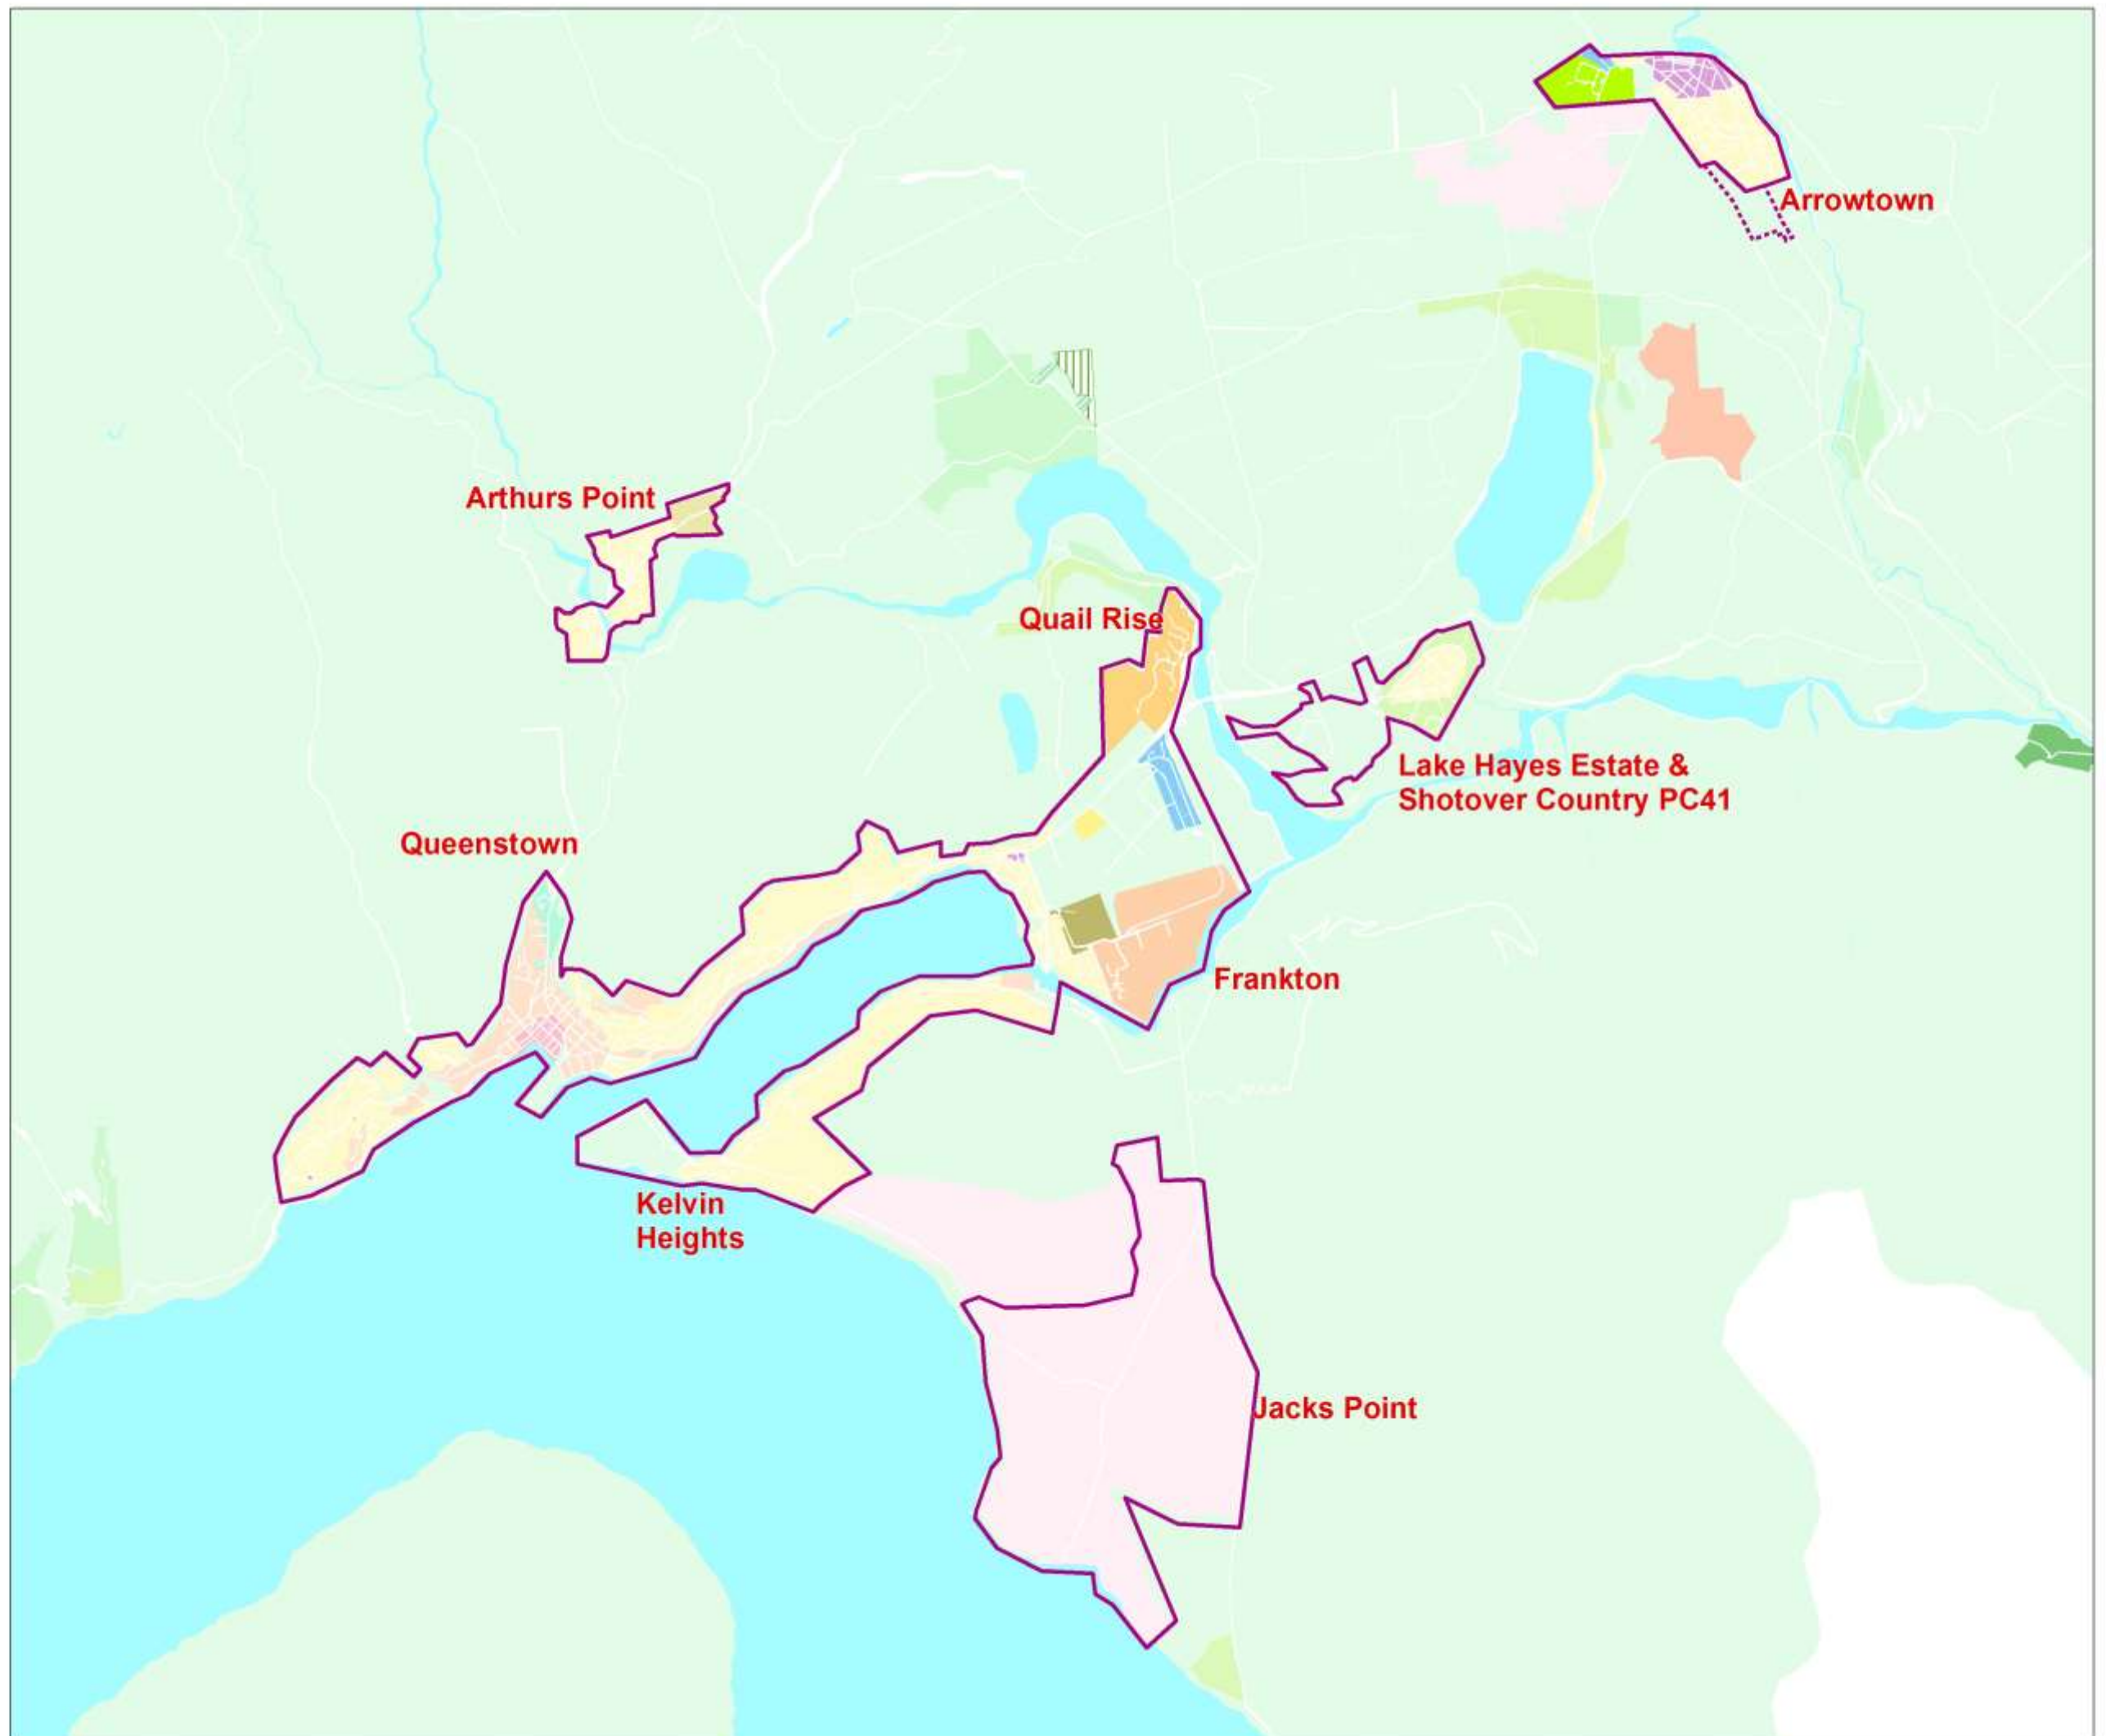 Arrowtown
Arthurs Point
Quail Rise
Lake Hayes Estate &
Shotover Country PC41
Queenstown
Frankton
Kelvin
Heights
Jacks Point